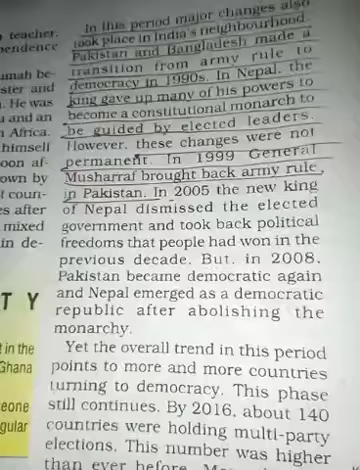 In this period major changes also
took place in India's neighbourhood.
Pakistan and Bangladesh made a
transition from army rule to
democracy in 1990s. In Nepal, the
king gave up many of his powers to
become a constitutional monarch to
be guided by elected leaders.
However, these changes were not
permanent. In 1999 General
Musharraf brought back army rule
in Pakistan. In 2005 the new king
of Nepal dismissed the elected
government and took back political
freedoms that people had won in the
previous decade. But, in 2008,
Pakistan became democratic again
and Nepal emerged as a democratic
republic after abolishing the
monarchy.
Yet the overall trend in this period
points to more and more countries
turning to democracy. This phase
still continues. By 2016, about 140
countries were holding multi-party
elections. This number was higher
than ever before.
teacher.
pendence
umah be-
ster and
. He was
u and an
Africa.
himself
oon af-
own by
coun-
s after
mixed
in de-
T Y
t in the
Ghana
eone
gular